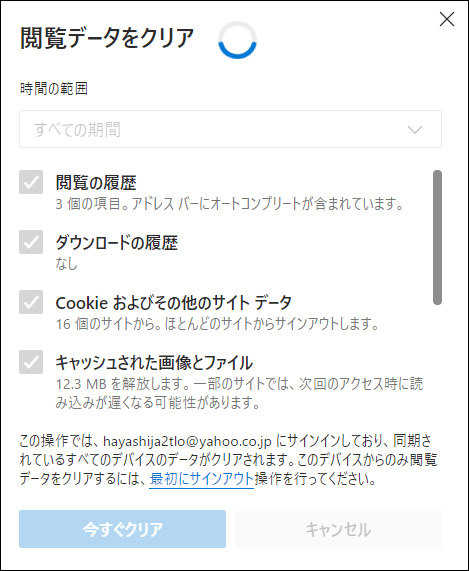 閲覧データをクリア
時間の範囲
すべての期間
閲覧の履歴
3 個の項目。アドレス バーにオートコンプリートが含まれています。
ダウンロードの履歴
なし
Cookie およびその他のサイト データ
16 個のサイトから。ほとんどのサイトからサインアウトします。
キャッシュされた画像とファイル
12.3 MB を解放します。一部のサイトでは、次回のアクセス時に読
み込みが遅くなる可能性があります。
この操作では、hayashija2tlo@yahoo.co.jp にサインインしており、同期さ
れているすべてのデバイスのデータがクリアされます。このデバイスからのみ閲覧
データをクリアするには、最初にサインアウト操作を行ってください。
今すぐクリア
キャンセル